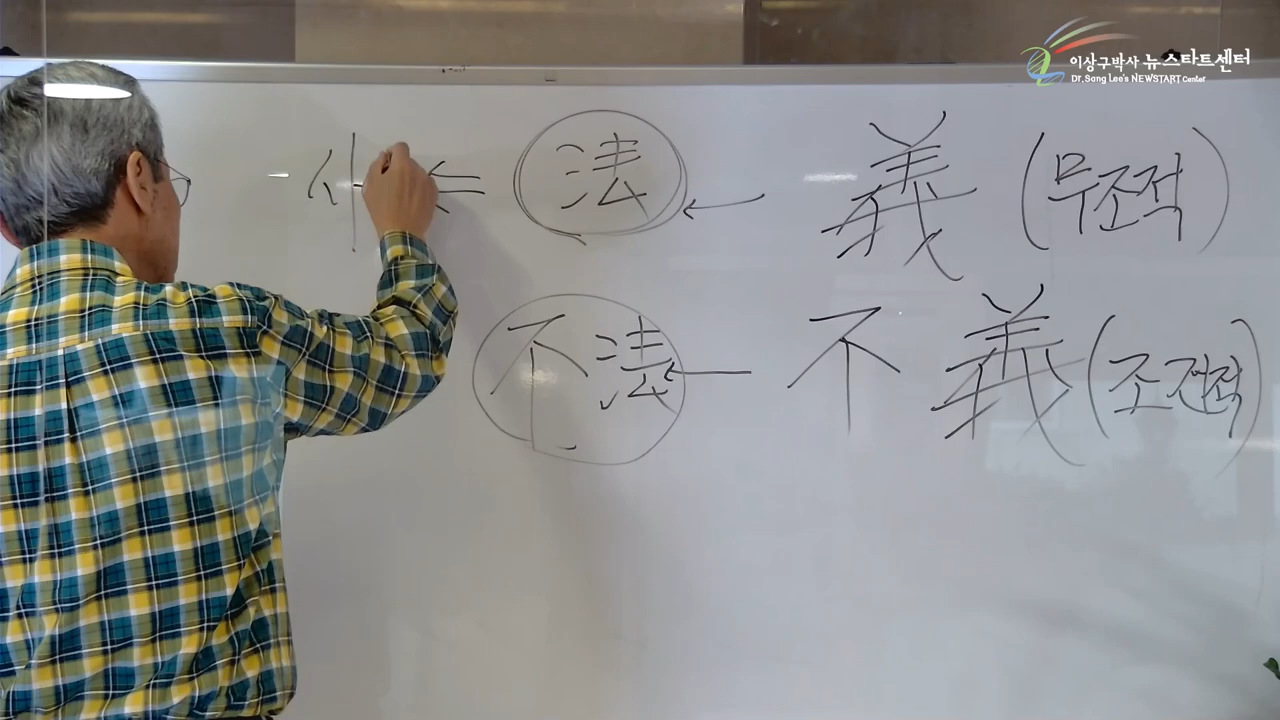 이상구박사 뉴스타트센터
Dr. Sang Lee's NEWSTART Center
⇐ 法 ← 義 (무조적)
不法 ← 不義 (조건적)